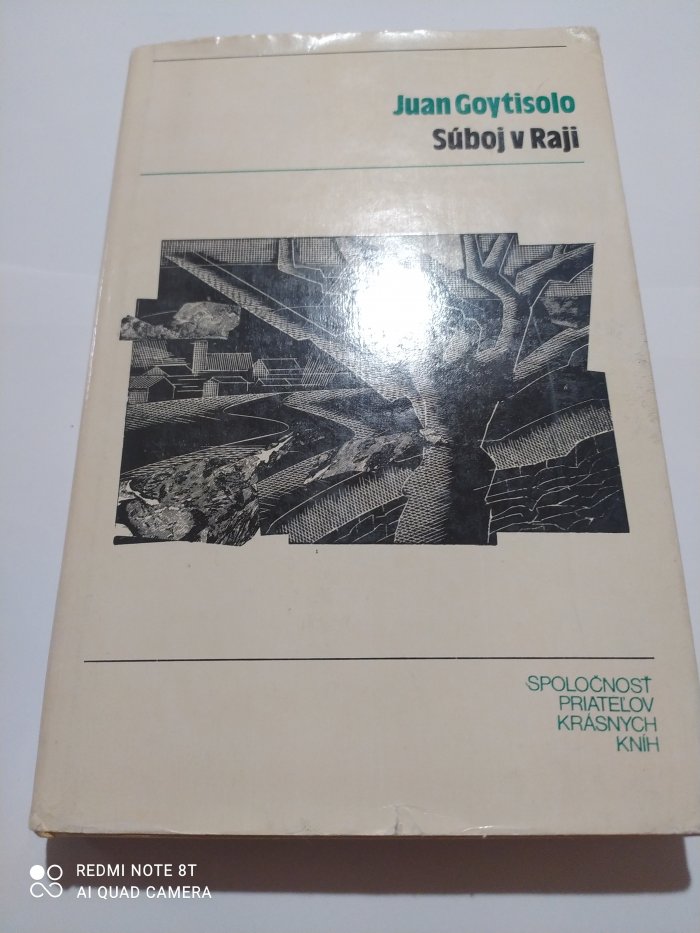 Juan Goytisolo
Súboj v Raji
SPOLOČNOSŤ
PRIATEĽOV
KRÁSNYCH
KNÍH
REDMI NOTE 8T
AI QUAD CAMERA